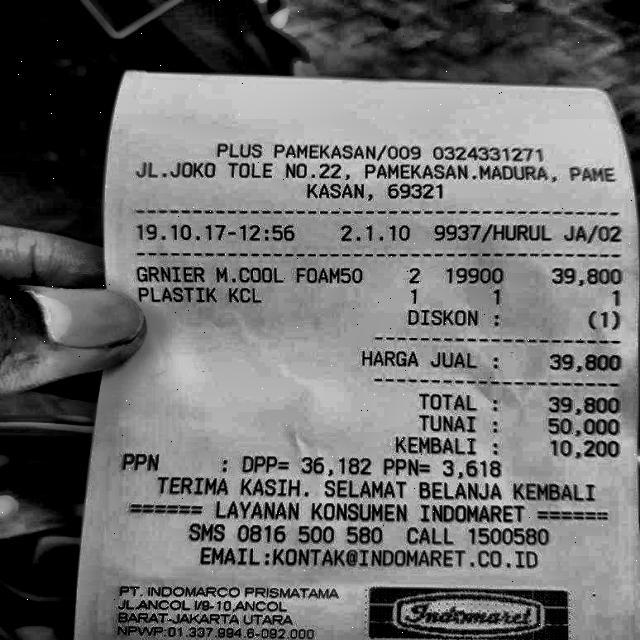 PLUS PAMEKASAN/009 0324331271
JL.JOKO TOLE NO.22, PAMEKASAN.MADURA, PAME
KASAN, 69321
19.10.17-12:56 2.1.10 9937/HURUL JA/02
GRNIER M.COOL FOAM50 2 19900 39,800
PLASTIK KCL 1 1 1
DISKON : (1)
HARGA JUAL : 39,800
TOTAL : 39,800
TUNAI : 50,000
KEMBALI : 10,200
PPN : DPP= 36,182 PPN= 3,618
TERIMA KASIH. SELAMAT BELANJA KEMBALI
====== LAYANAN KONSUMEN INDOMARET ======
SMS 0816 500 580 CALL 1500580
EMAIL:KONTAK@INDOMARET.CO.ID
PT. INDOMARCO PRISMATAMA
JL.ANCOL I/9-10,ANCOL
BARAT-JAKARTA UTARA
NPWP:01.337.994.6-092.000
Indomaret